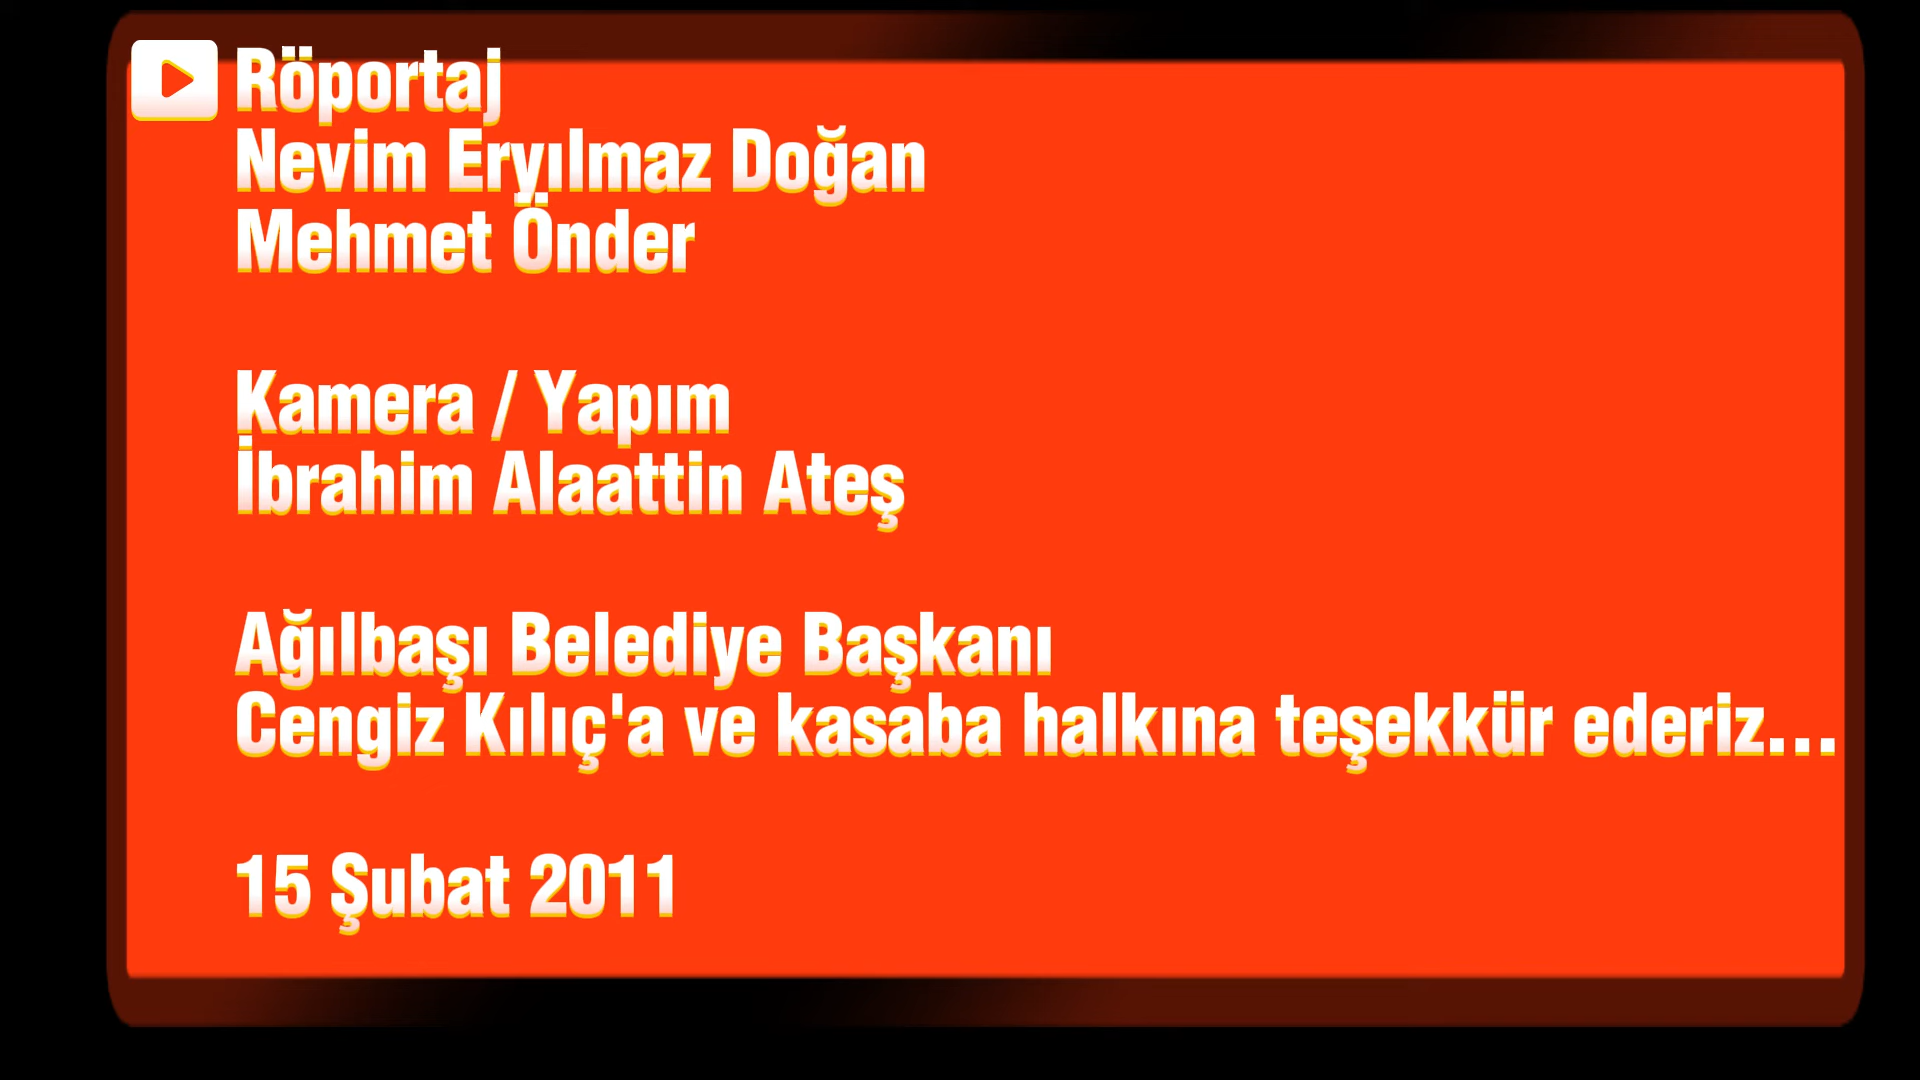 Röportaj
Nevim Eryılmaz Doğan
Mehmet Önder
Kamera / Yapım
İbrahim Alaattin Ateş
Ağılbaşı Belediye Başkanı
Cengiz Kılıç'a ve kasaba halkına teşekkür ederiz...
15 Şubat 2011